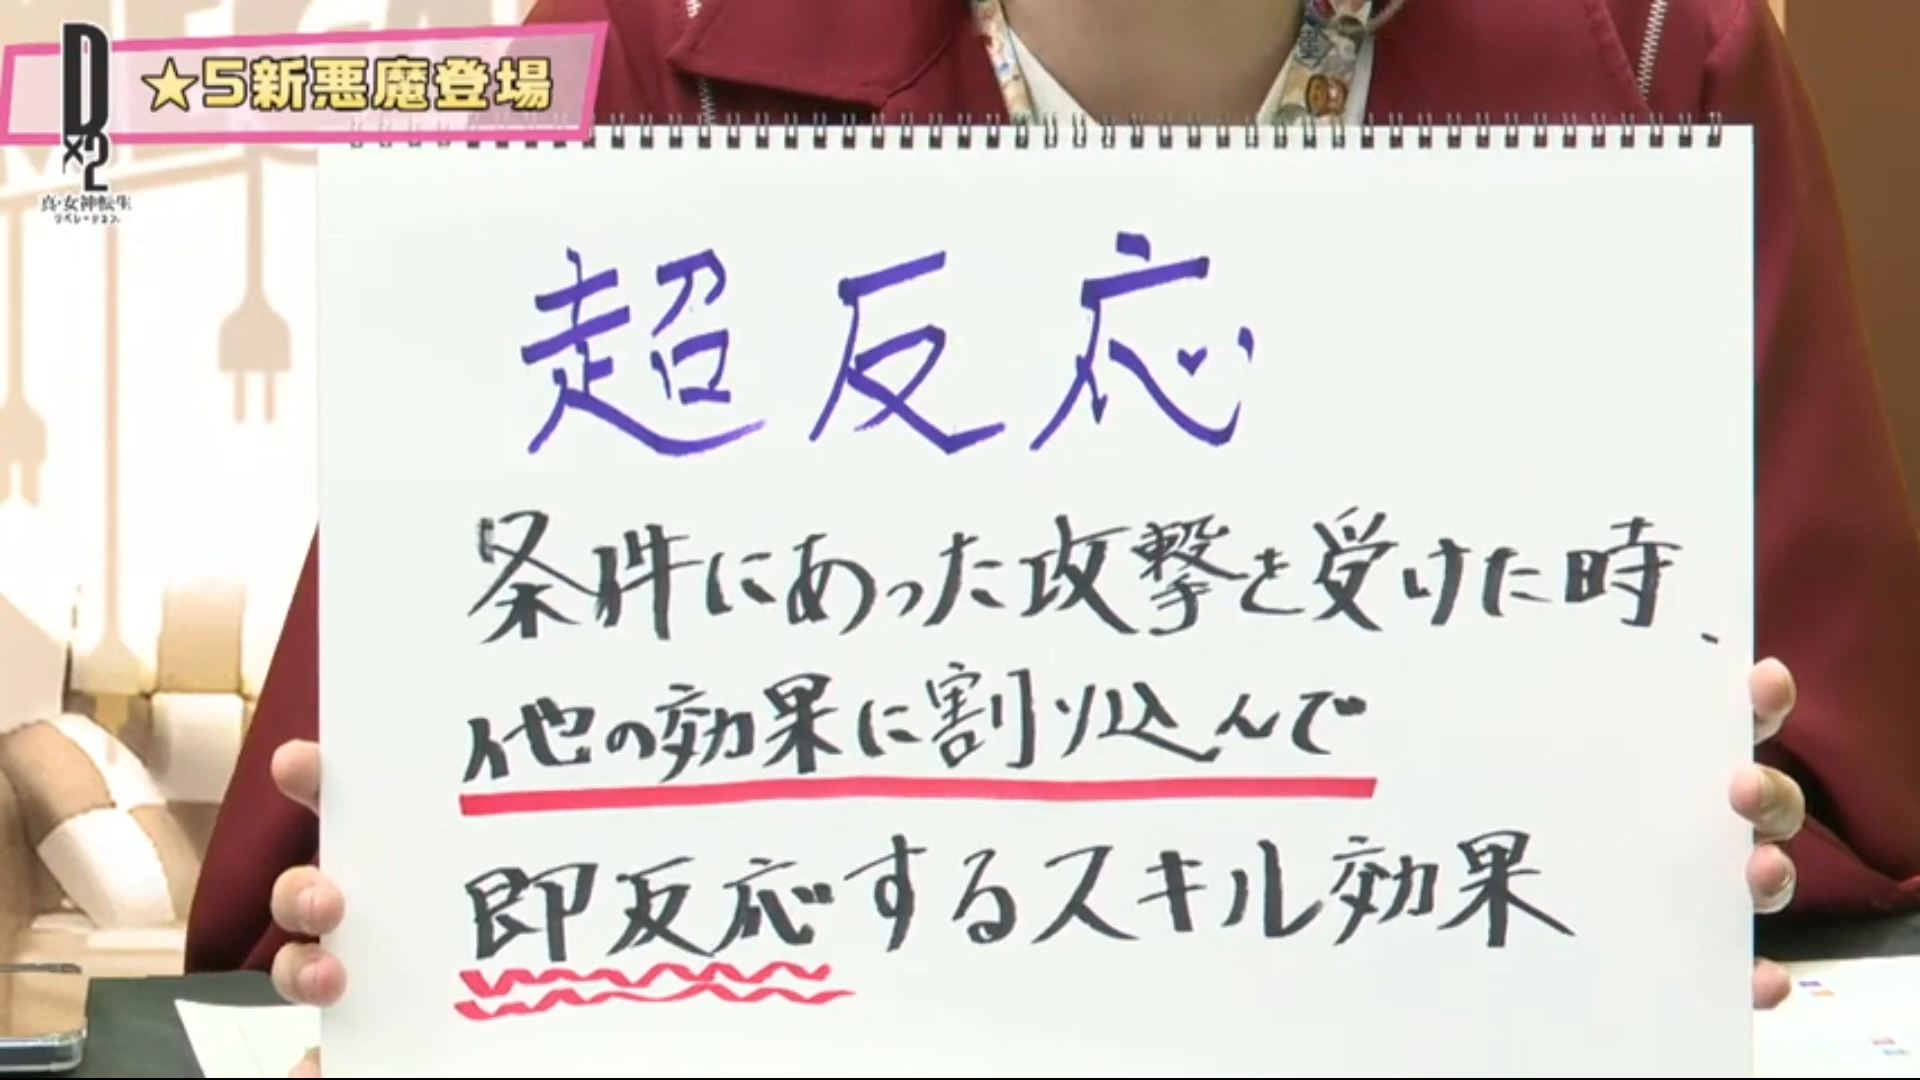 ★5新悪魔登場
D×2
真・女神転生
リベレーション
超反応
条件にあった攻撃を受けた時、
他の効果に割り込んで
即反応するスキル効果